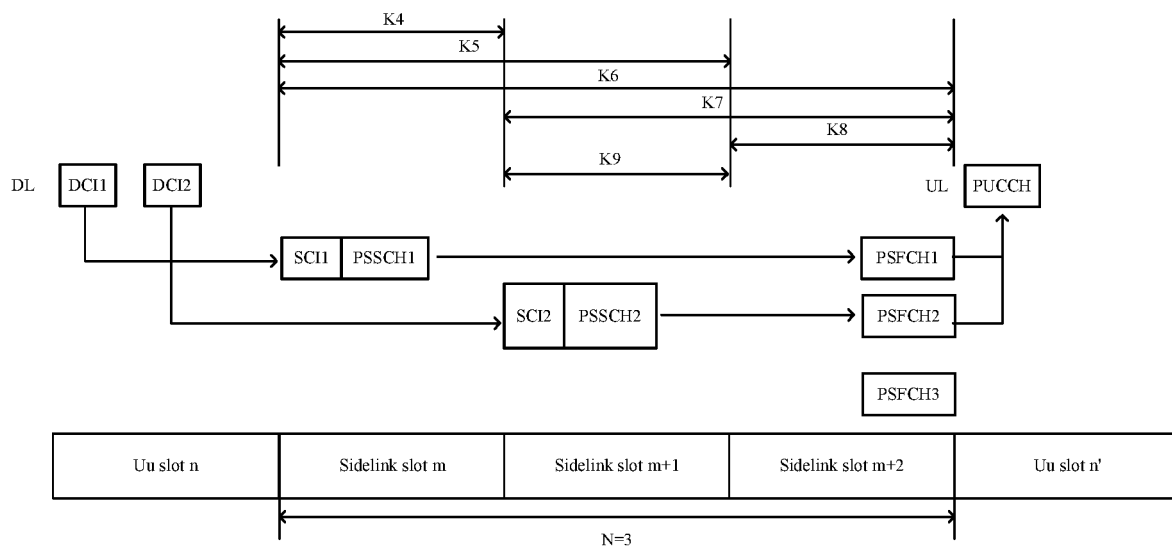 K4
K5
K6
K7
K8
K9
DL DCI1 DCI2 UL PUCCH
SCI1 PSSCH1 PSFCH1
SCI2 PSSCH2 PSFCH2
PSFCH3
Uu slot n Sidelink slot m Sidelink slot m+1 Sidelink slot m+2 Uu slot n'
N=3